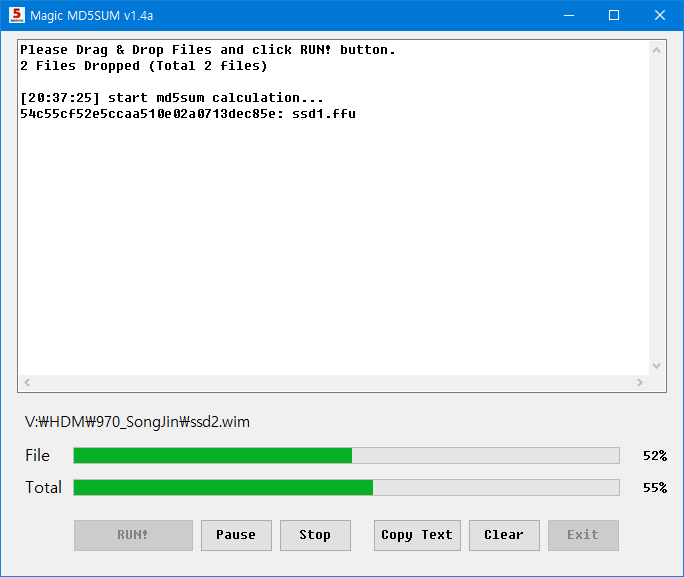 5
Magic MD5SUM v1.4a
Please Drag & Drop Files and click RUN! button.
2 Files Dropped (Total 2 files)
[20:37:25] start md5sum calculation...
54c55cf52e5ccaa510e02a0713dec85e: ssd1.ffu
V:₩HDM₩970_SongJin₩ssd2.wim
File 52%
Total 55%
RUN! Pause Stop Copy Text Clear Exit